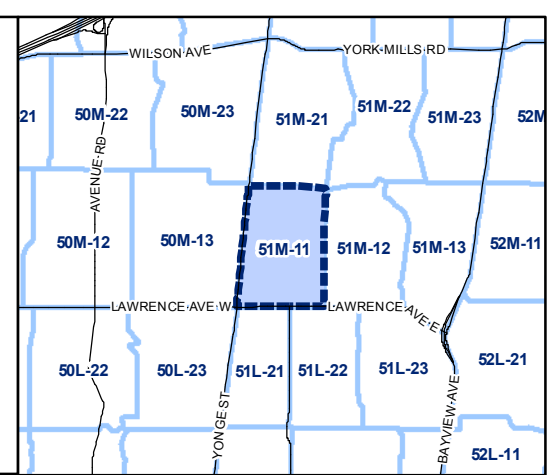 WILSON AVE
YORK MILLS RD
21
50M-22
50M-23
51M-21
51M-22
51M-23
52M
AVENUE RD
50M-12
50M-13
51M-11
51M-12
51M-13
52M-11
LAWRENCE AVE W
LAWRENCE AVE E
50L-22
50L-23
51L-21
51L-22
51L-23
52L-21
YONGE ST
BAYVIEW AVE
52L-11